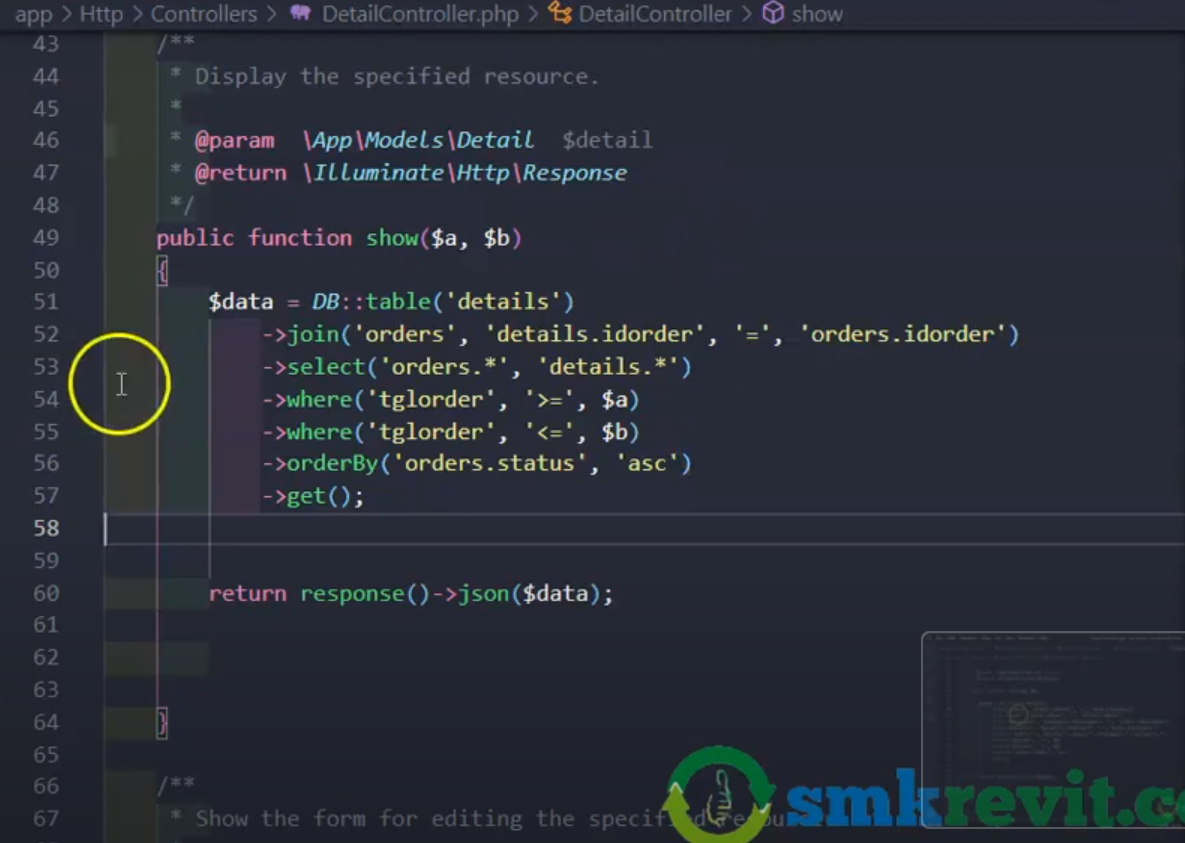 app > Http > Controllers > DetailController.php > DetailController > show
43 /**
44 * Display the specified resource.
45 *
46 * @param \App\Models\Detail $detail
47 * @return \Illuminate\Http\Response
48 */
49 public function show($a, $b)
50 {
51 $data = DB::table('details')
52 ->join('orders', 'details.idorder', '=', 'orders.idorder')
53 ->select('orders.*', 'details.*')
54 ->where('tglorder', '>=', $a)
55 ->where('tglorder', '<=', $b)
56 ->orderBy('orders.status', 'asc')
57 ->get();
58
59
60 return response()->json($data);
61
62
63
64 }
65
66 /**
67 * Show the form for editing the specified resource
smkrevit.c